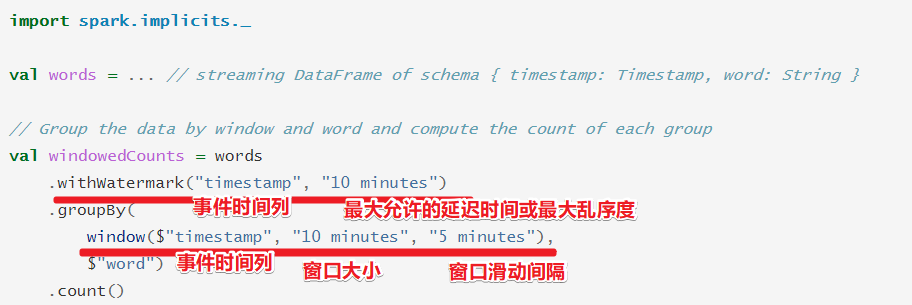 import spark.implicits._
val words = ... // streaming DataFrame of schema { timestamp: Timestamp, word: String }
// Group the data by window and word and compute the count of each group
val windowedCounts = words
.withWatermark("timestamp", "10 minutes")
事件时间列 最大允许的延迟时间或最大乱序度
.groupBy(
window($"timestamp", "10 minutes", "5 minutes"),
事件时间列 窗口大小 窗口滑动间隔
$"word")
.count()